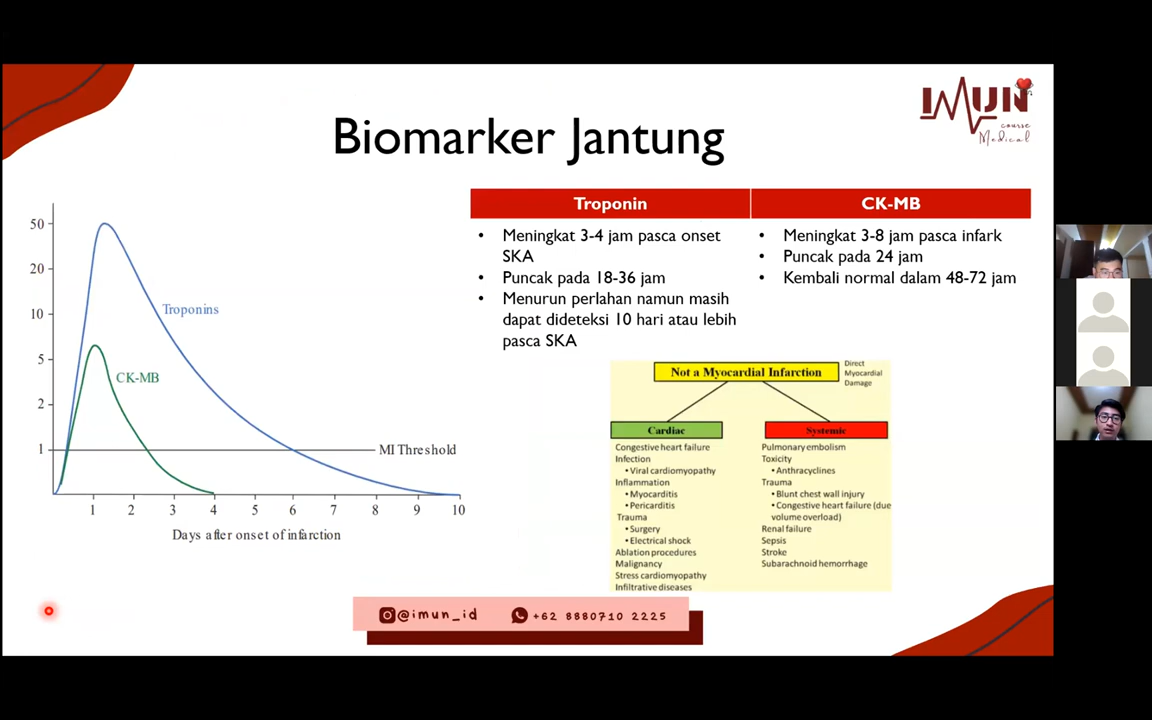 IMUN
course
Medical
Biomarker Jantung
50
20
10
5
2
1
Troponins
CK-MB
MI Threshold
1 2 3 4 5 6 7 8 9 10
Days after onset of infarction
Troponin
• Meningkat 3-4 jam pasca onset
SKA
• Puncak pada 18-36 jam
• Menurun perlahan namun masih
dapat dideteksi 10 hari atau lebih
pasca SKA
CK-MB
• Meningkat 3-8 jam pasca infark
• Puncak pada 24 jam
• Kembali normal dalam 48-72 jam
Not a Myocardial Infarction
Direct
Myocardial
Damage
Cardiac
Congestive heart failure
Infection
• Viral cardiomyopathy
Inflammation
• Myocarditis
• Pericarditis
Trauma
• Surgery
• Electrical shock
Ablation procedures
Malignancy
Stress cardiomyopathy
Infiltrative diseases
Systemic
Pulmonary embolism
Toxicity
• Anthracyclines
Trauma
• Blunt chest wall injury
• Congestive heart failure (due
volume overload)
Renal failure
Sepsis
Stroke
Subarachnoid hemorrhage
@imun_id
+62 8880710 2225